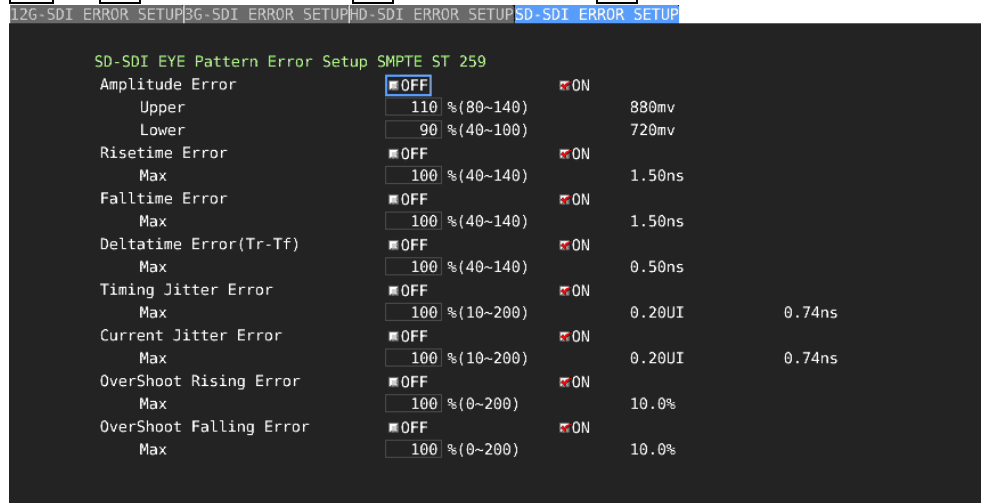 12G-SDI ERROR SETUP 3G-SDI ERROR SETUP HD-SDI ERROR SETUP SD-SDI ERROR SETUP
SD-SDI EYE Pattern Error Setup SMPTE ST 259
Amplitude Error OFF ON
Upper 110 %(80~140) 880mv
Lower 90 %(40~100) 720mv
Risetime Error OFF ON
Max 100 %(40~140) 1.50ns
Falltime Error OFF ON
Max 100 %(40~140) 1.50ns
Deltatime Error(Tr-Tf) OFF ON
Max 100 %(40~140) 0.50ns
Timing Jitter Error OFF ON
Max 100 %(10~200) 0.20UI 0.74ns
Current Jitter Error OFF ON
Max 100 %(10~200) 0.20UI 0.74ns
OverShoot Rising Error OFF ON
Max 100 %(0~200) 10.0%
OverShoot Falling Error OFF ON
Max 100 %(0~200) 10.0%